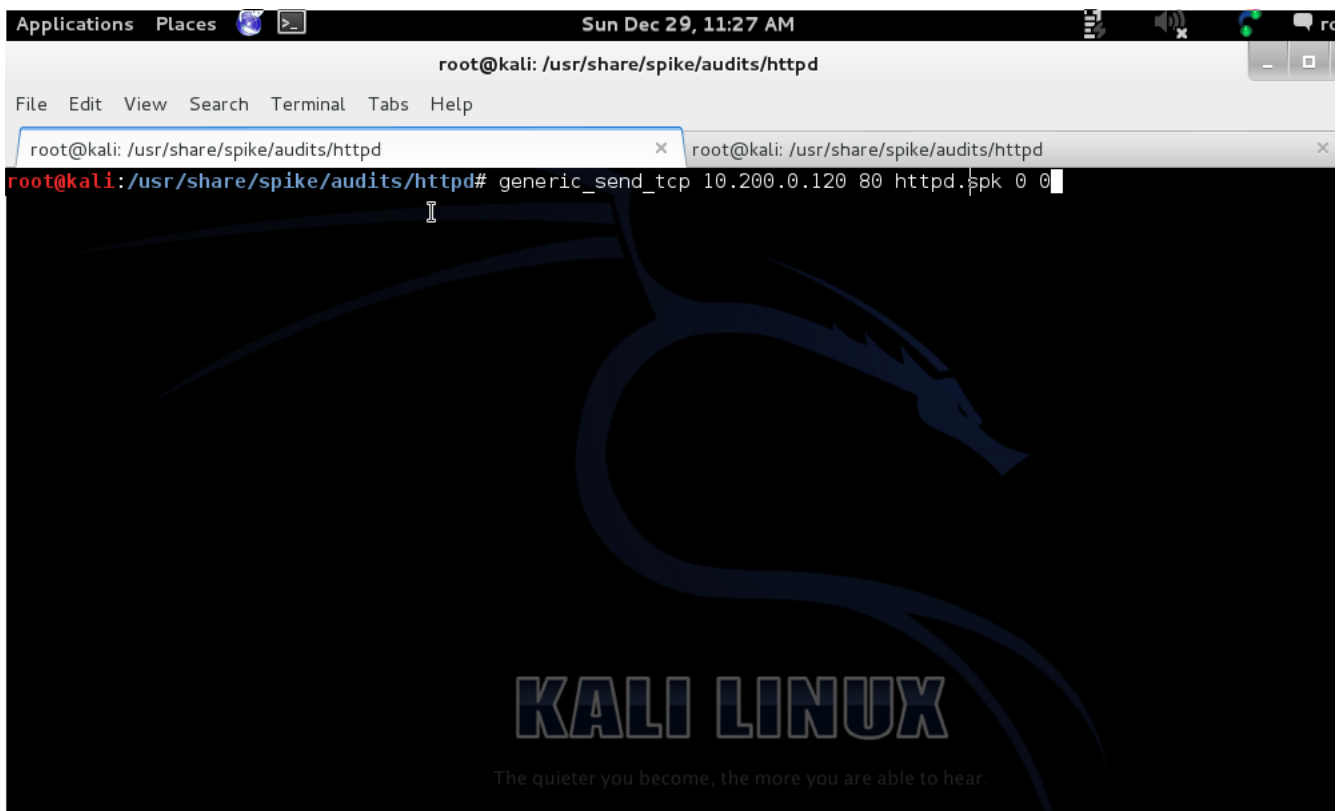 Applications Places Sun Dec 29, 11:27 AM
root@kali: /usr/share/spike/audits/httpd
File Edit View Search Terminal Tabs Help
root@kali: /usr/share/spike/audits/httpd root@kali: /usr/share/spike/audits/httpd
root@kali:/usr/share/spike/audits/httpd# generic_send_tcp 10.200.0.120 80 httpd.spk 0 0
KALI LINUX
The quieter you become, the more you are able to hear.